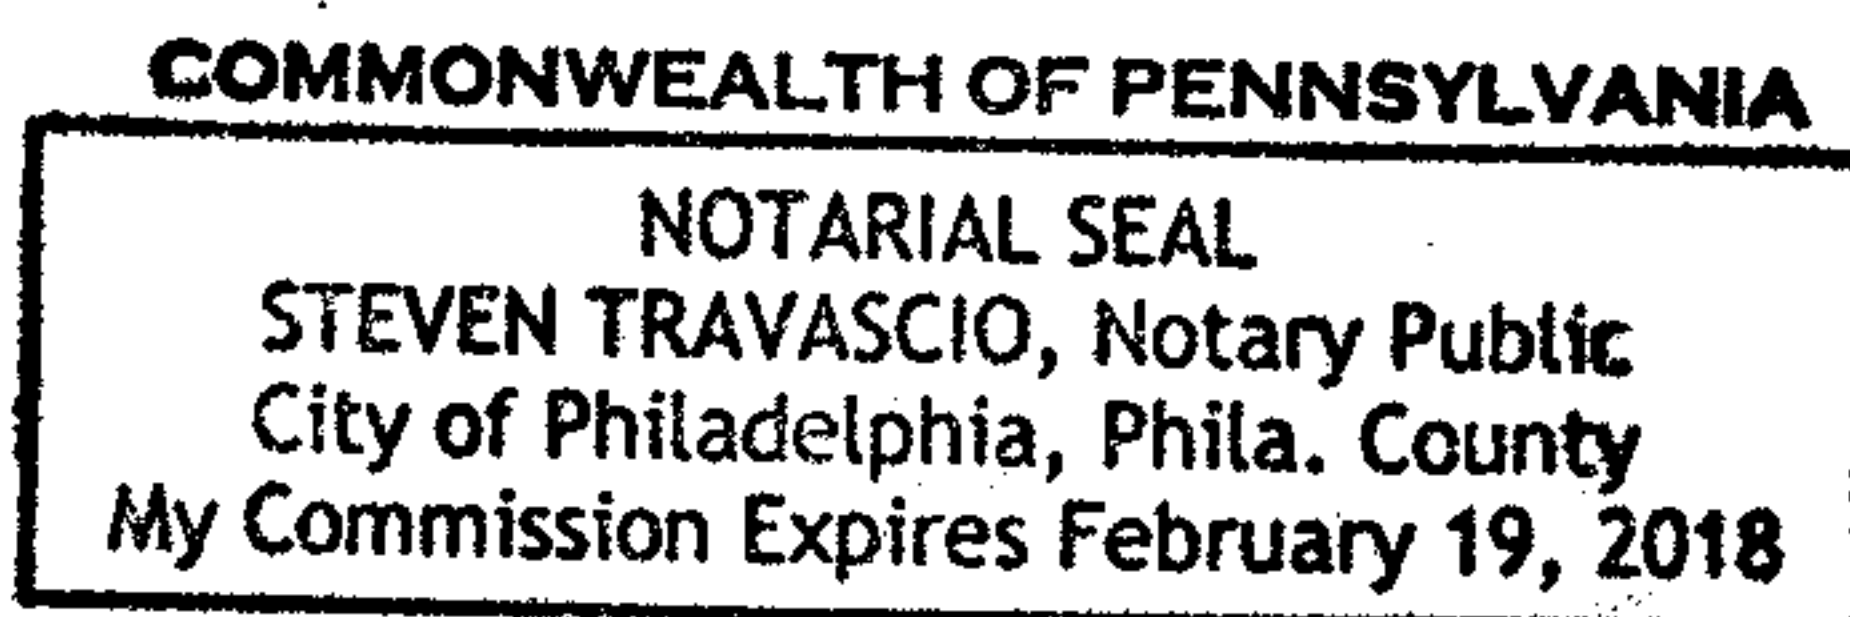 COMMONWEALTH OF PENNSYLVANIA
NOTARIAL SEAL
STEVEN TRAVASCIO, Notary Public
City of Philadelphia, Phila. County
My Commission Expires February 19, 2018